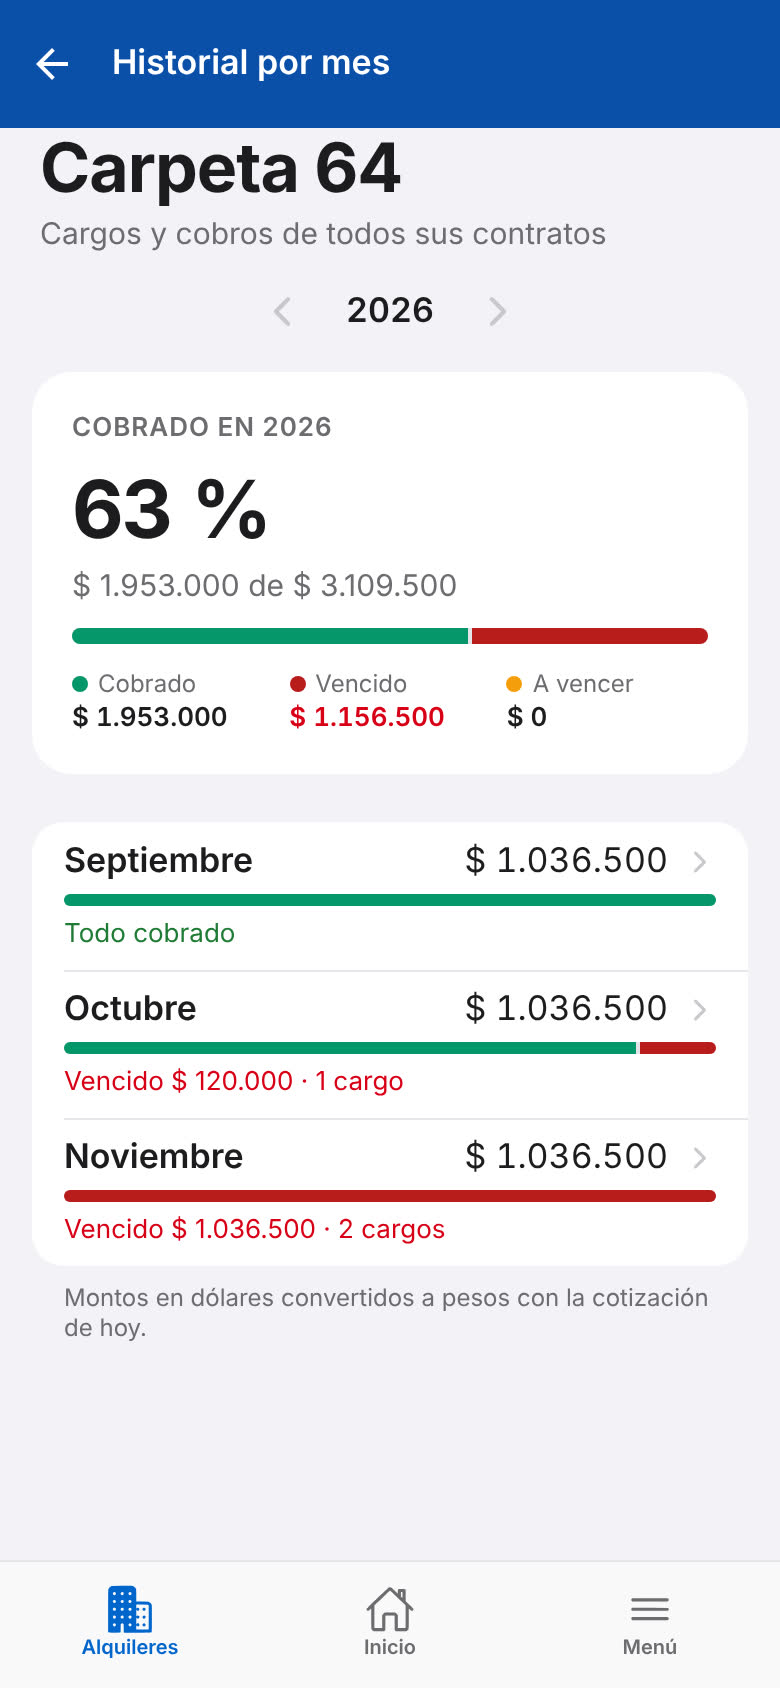 Historial por mes
Carpeta 64
Cargos y cobros de todos sus contratos
2026
COBRADO EN 2026
63 %
$ 1.953.000 de $ 3.109.500
Cobrado Vencido A vencer
$ 1.953.000 $ 1.156.500 $ 0
Septiembre $ 1.036.500
Todo cobrado
Octubre $ 1.036.500
Vencido $ 120.000 · 1 cargo
Noviembre $ 1.036.500
Vencido $ 1.036.500 · 2 cargos
Montos en dólares convertidos a pesos con la cotización
de hoy.
Alquileres Inicio Menú